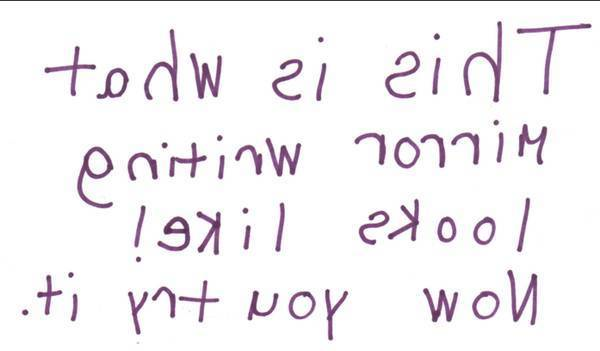 This is what
Mirror writing
looks like!
Now you try it.